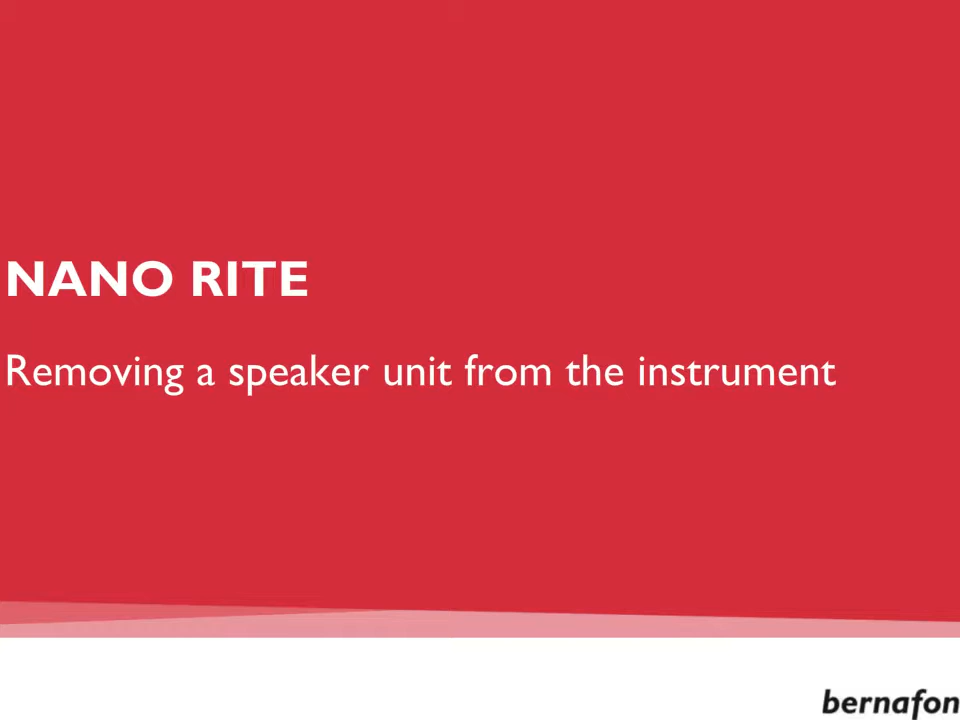 NANO RITE
Removing a speaker unit from the instrument
bernafon